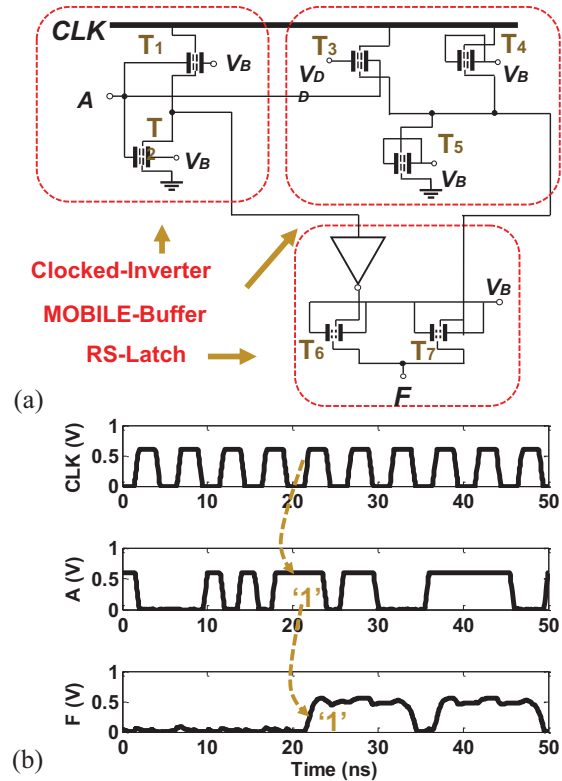 CLK
T1
T3
T4
VB
VD
D
VB
A
T
2
VB
T5
VB
Clocked-Inverter
MOBILE-Buffer
RS-Latch
VB
T6
T7
F
(a)
CLK (V)
1
0.5
0
0 10 20 30 40 50
A (V)
1
0.5
0
'1'
0 10 20 30 40 50
F (V)
1
0.5
0
'1'
0 10 20 30 40 50
(b)
Time (ns)